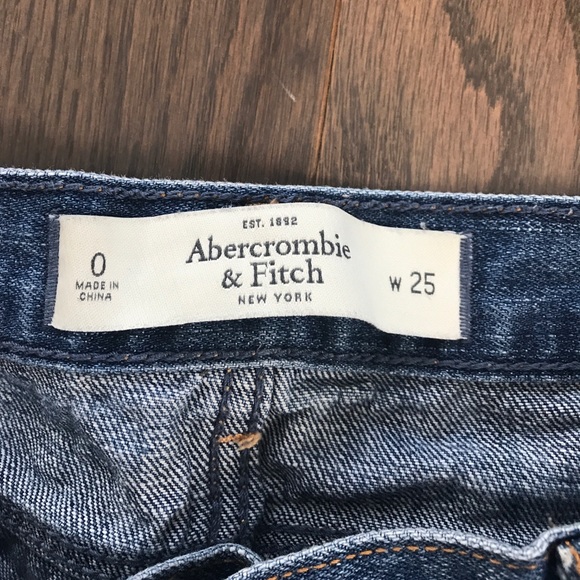 0
MADE IN
CHINA
EST. 1892
Abercrombie
& Fitch
NEW YORK
W 25